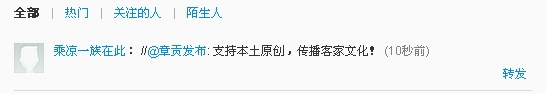 全部 | 热门 | 关注的人 | 陌生人
乘凉一族在此： //@章贡发布: 支持本土原创，传播客家文化！ (10秒前)
转发